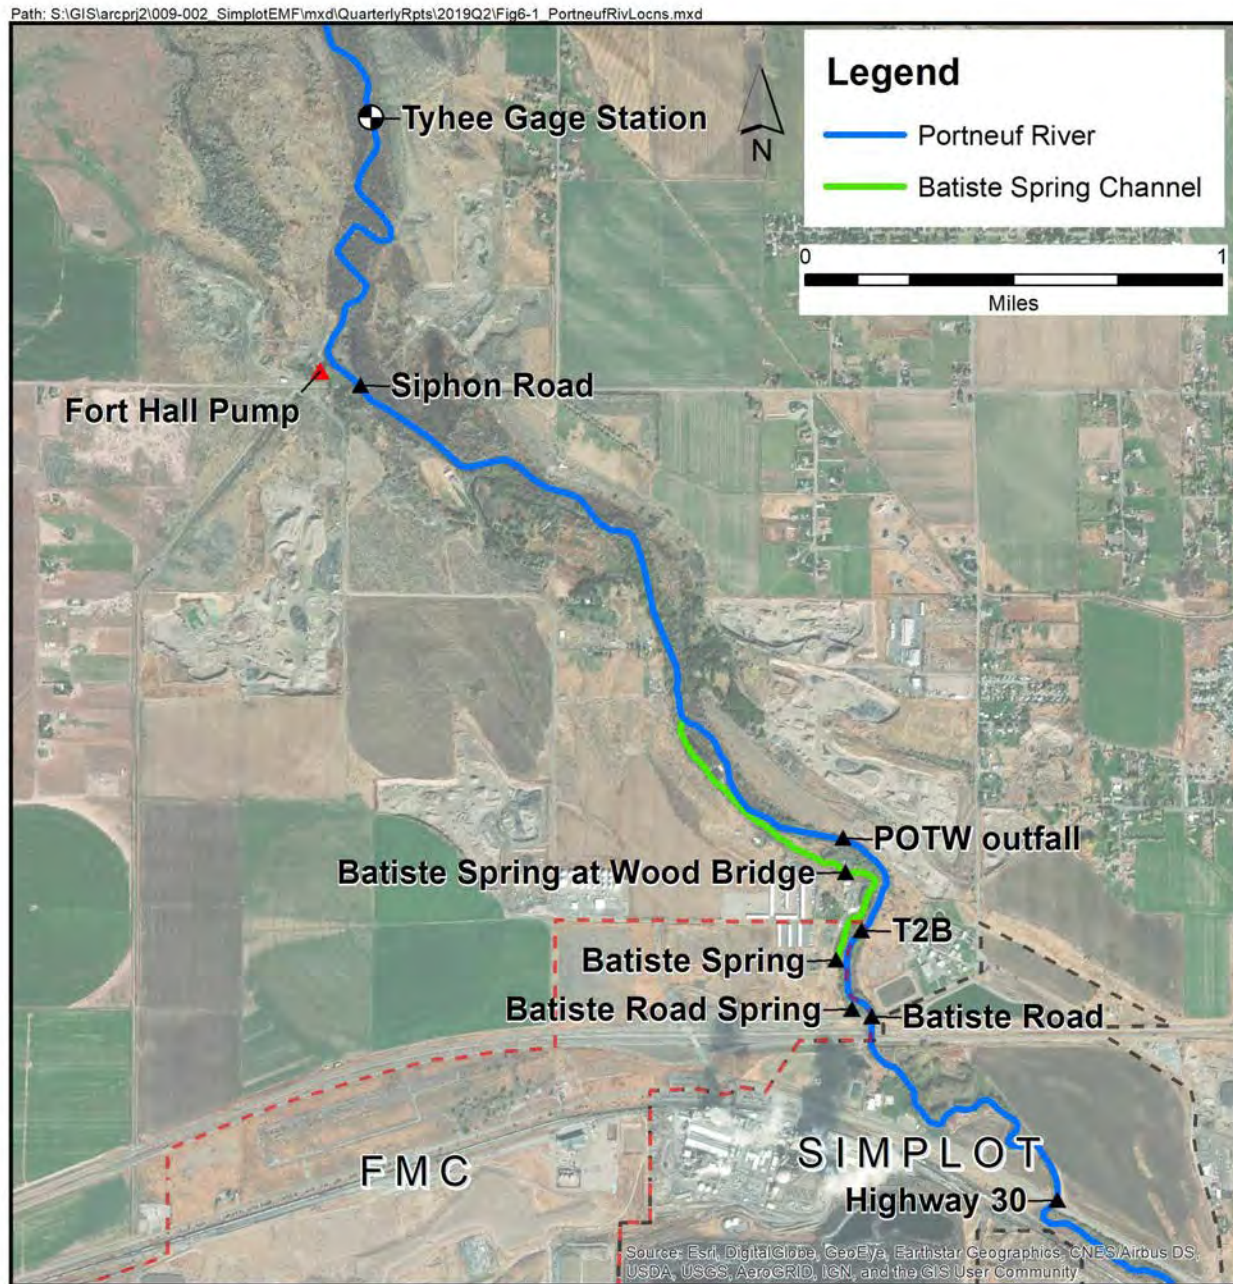 Path: S:\GIS\arcprj2\009-002_SimplotEMF\mxd\QuarterlyRpts\2019Q2\Fig6-1_PortneufRivLocns.mxd
Legend
Portneuf River
Batiste Spring Channel
0 1
Miles
N
Tyhee Gage Station
Siphon Road
Fort Hall Pump
POTW outfall
Batiste Spring at Wood Bridge
T2B
Batiste Spring
Batiste Road Spring
Batiste Road
SIMPLOT
FMC
Highway 30
Source: Esri, DigitalGlobe, GeoEye, Earthstar Geographics, CNES/Airbus DS,
USDA, USGS, AeroGRID, IGN, and the GIS User Community